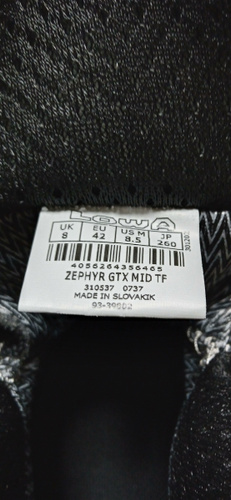 LOWA
UK EU US M JP
8 42 8.5 260
4056264356465
ZEPHYR GTX MID TF
310537 0737
MADE IN SLOVAKIK